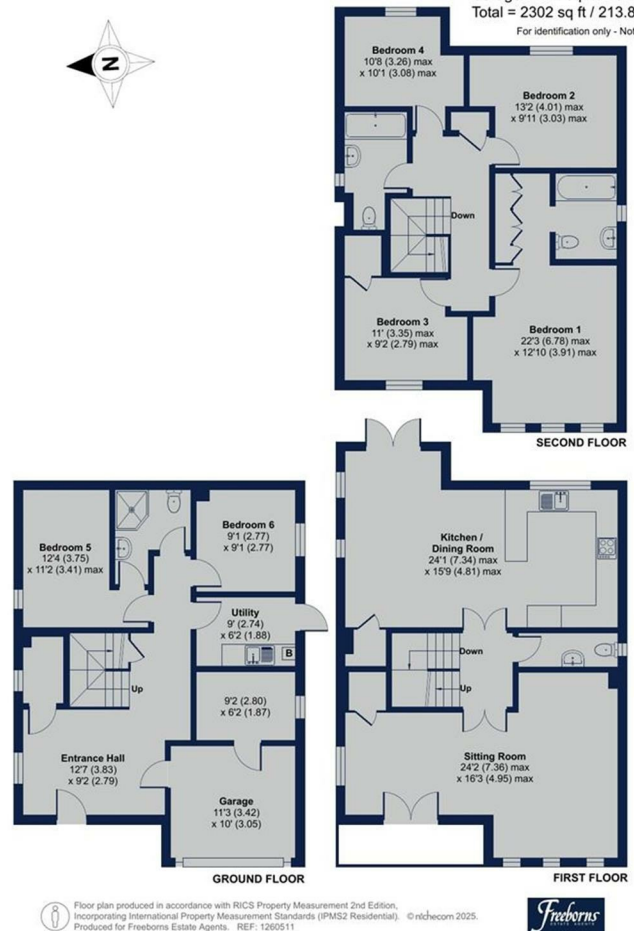 Total = 2302 sq ft / 213.8
For identification only - Not
N
Bedroom 4
10'8 (3.26) max
x 10'1 (3.08) max
Bedroom 2
13'2 (4.01) max
x 9'11 (3.03) max
Down
Bedroom 3
11' (3.35) max
x 9'2 (2.79) max
Bedroom 1
22'3 (6.78) max
x 12'10 (3.91) max
SECOND FLOOR
Bedroom 5
12'4 (3.75)
x 11'2 (3.41) max
Bedroom 6
9'1 (2.77)
x 9'1 (2.77)
Utility
9' (2.74)
x 6'2 (1.88)
B
Up
9'2 (2.80)
x 6'2 (1.87)
Entrance Hall
12'7 (3.83)
x 9'2 (2.79)
Garage
11'3 (3.42)
x 10' (3.05)
GROUND FLOOR
Kitchen /
Dining Room
24'1 (7.34) max
x 15'9 (4.81) max
Down
Up
Sitting Room
24'2 (7.36) max
x 16'3 (4.95) max
FIRST FLOOR
Floor plan produced in accordance with RICS Property Measurement 2nd Edition,
Incorporating International Property Measurement Standards (IPMS2 Residential). © nichecom 2025.
Produced for Freeborns Estate Agents. REF: 1260511
Freeborns
ESTATE AGENTS